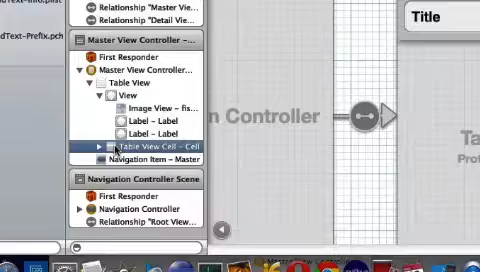 Relationship "Master Vie...
dText-Info.plist
Relationship "Detail Vie...
dText-Prefix.pch
Master View Controller –...
First Responder
Master View Controller...
Table View
View
Image View – fis...
Label – Label
Label – Label
Table View Cell – Cell
Navigation Item – Master
Navigation Controller Scene
First Responder
Navigation Controller
Relationship "Root View...
n Controller
Title
Ta
Prot